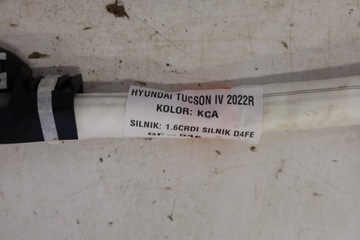 HYUNDAI TUCSON IV 2022R
KOLOR: KCA
SILNIK: 1.6CRDI SILNIK D4FE